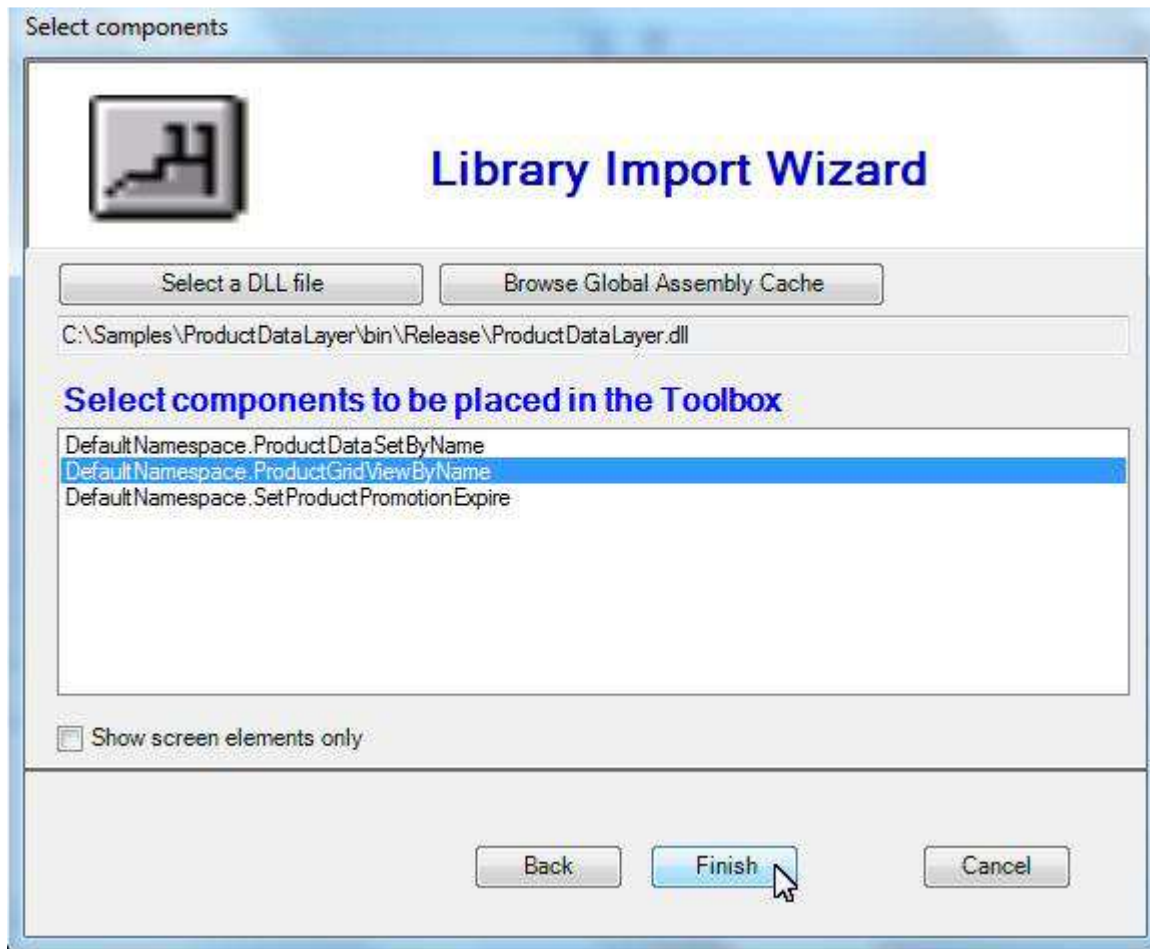 Select components
Library Import Wizard
Select a DLL file
Browse Global Assembly Cache
C:\Samples\ProductDataLayer\bin\Release\ProductDataLayer.dll
Select components to be placed in the Toolbox
DefaultNamespace.ProductDataSetByName
DefaultNamespace.ProductGridViewByName
DefaultNamespace.SetProductPromotionExpire
Show screen elements only
Back
Finish
Cancel